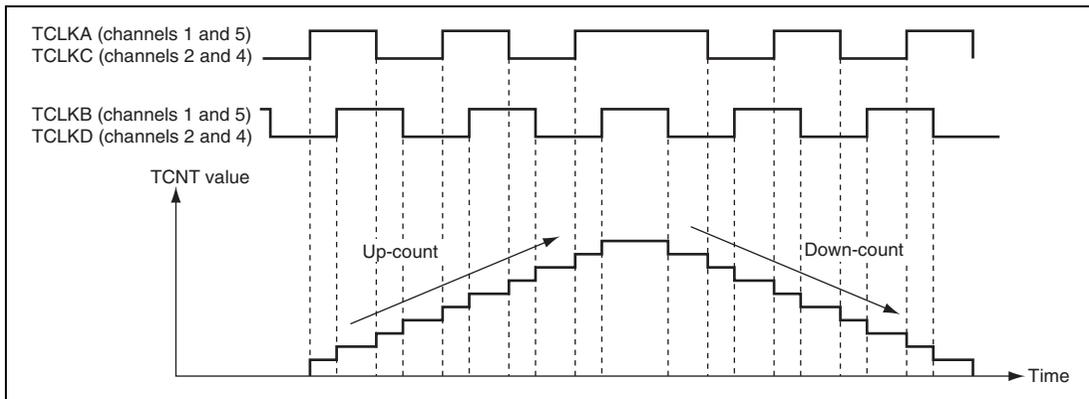 TCLKA (channels 1 and 5)
TCLKC (channels 2 and 4)
TCLKB (channels 1 and 5)
TCLKD (channels 2 and 4)
TCNT value
Up-count
Down-count
Time